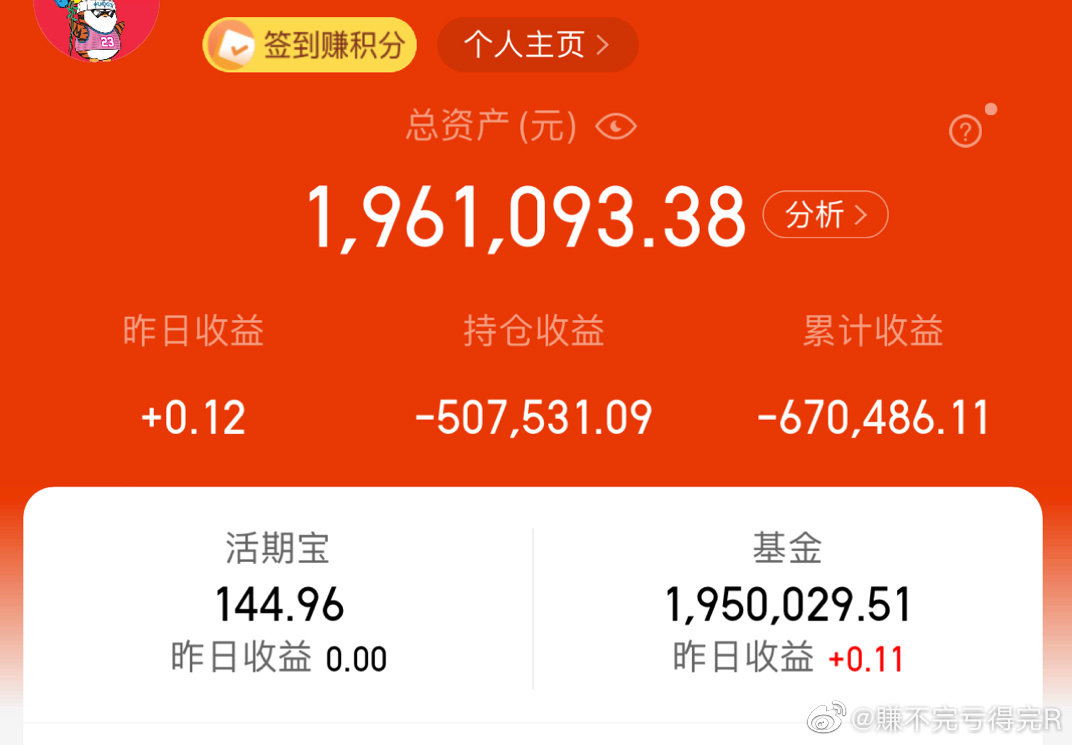 签到赚积分 个人主页 >
总资产(元)
1,961,093.38 分析 >
昨日收益 持仓收益 累计收益
+0.12 -507,531.09 -670,486.11
活期宝 基金
144.96 1,950,029.51
昨日收益 0.00 昨日收益 +0.11
@賺不完亏得完R